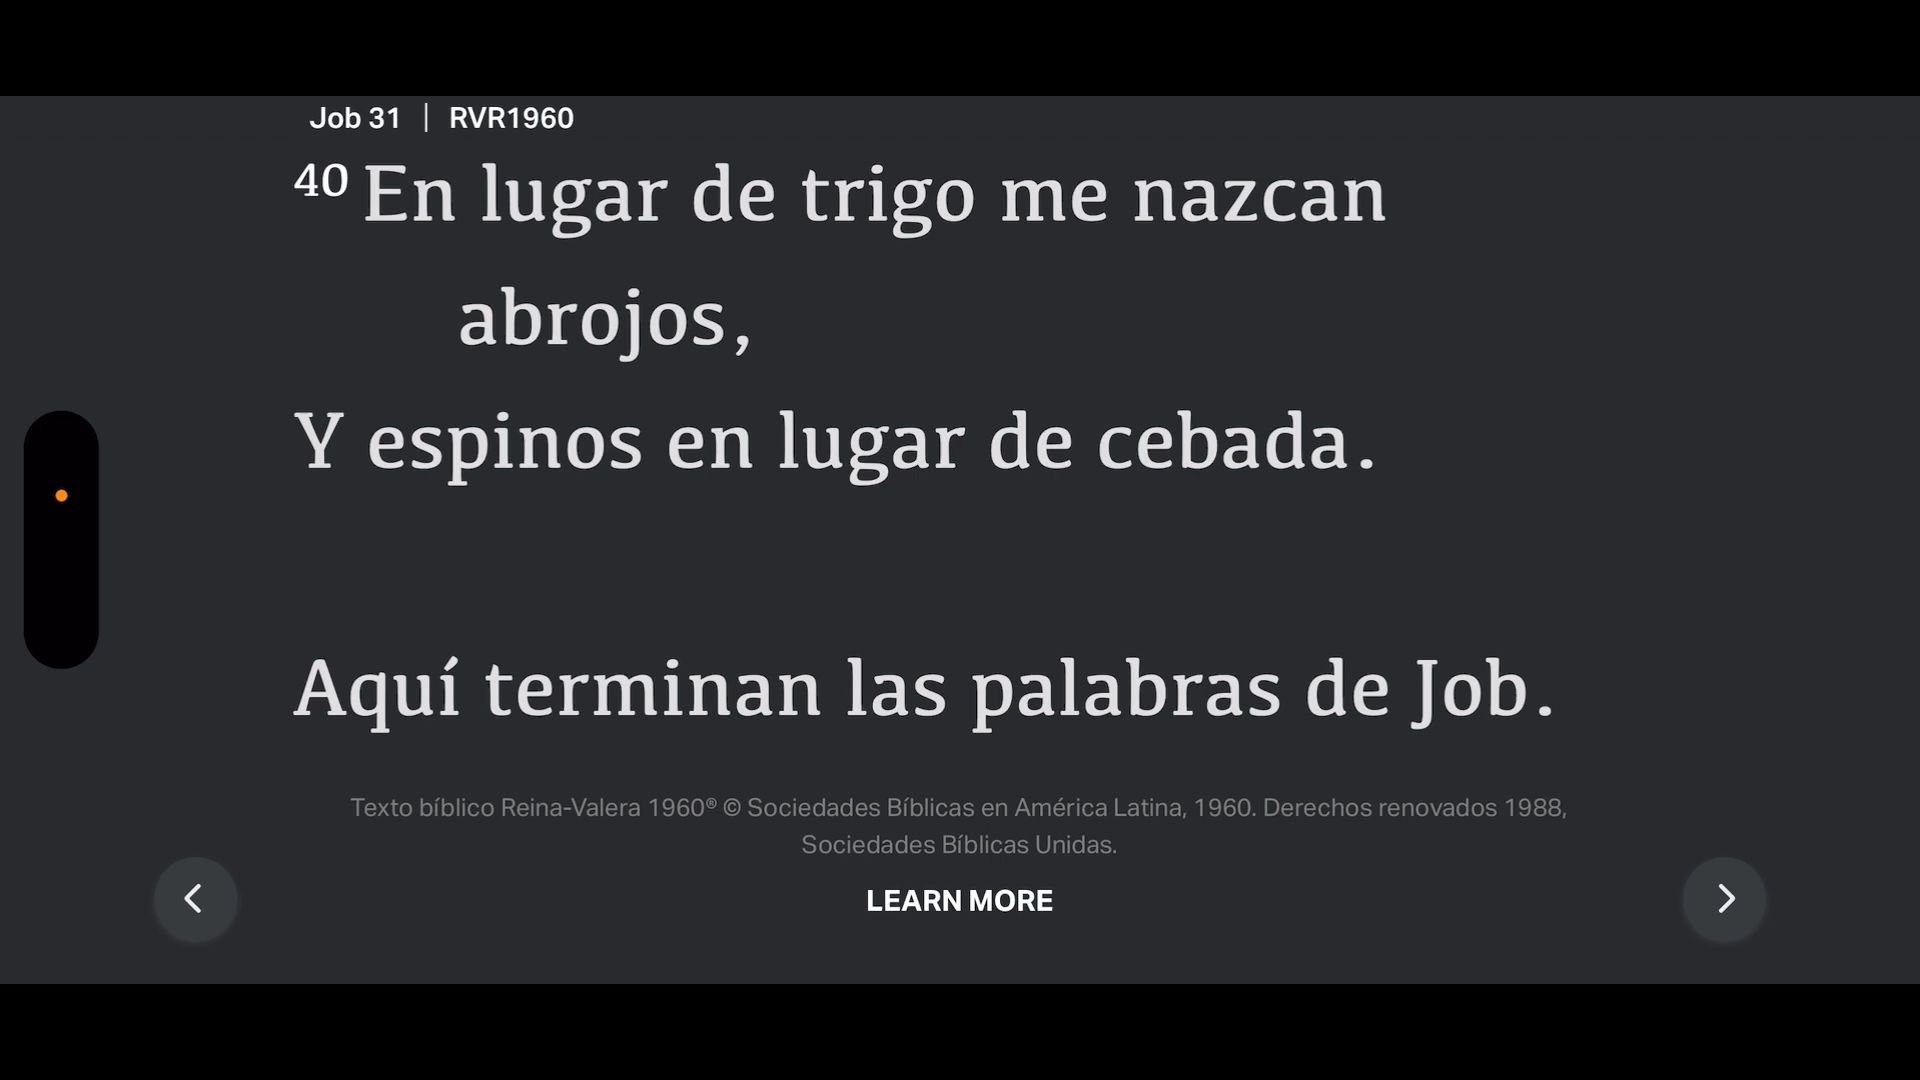 Job 31 | RVR1960
40 En lugar de trigo me nazcan
abrojos,
Y espinos en lugar de cebada.
Aquí terminan las palabras de Job.
Texto bíblico Reina-Valera 1960® © Sociedades Bíblicas en América Latina, 1960. Derechos renovados 1988,
Sociedades Bíblicas Unidas.
LEARN MORE